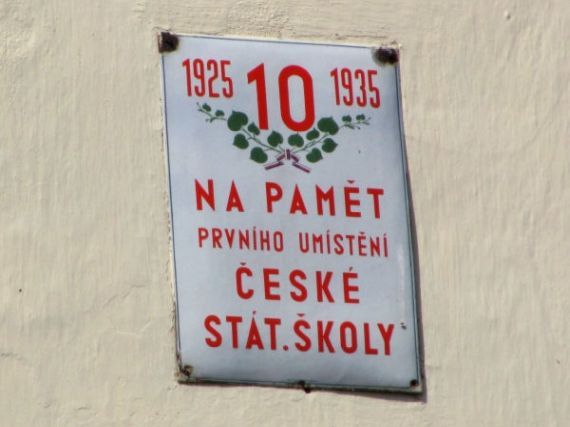 1925 10 1935
NA PAMĚT
PRVNÍHO UMÍSTĚNÍ
ČESKÉ
STÁT. ŠKOLY